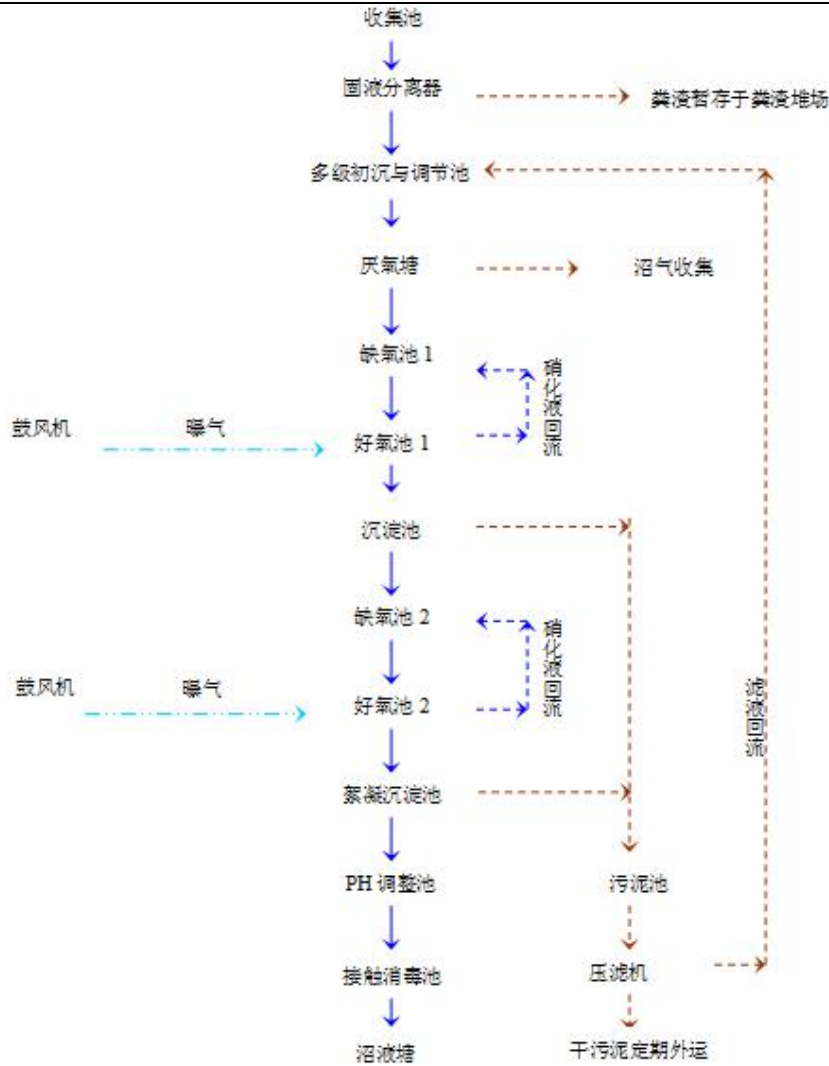 收集池
固液分离器
粪渣暂存于粪渣堆场
多级初沉与调节池
厌氧塘
沼气收集
缺氧池 1
硝化液回流
鼓风机
曝气
好氧池 1
沉淀池
缺氧池 2
硝化液回流
鼓风机
曝气
好氧池 2
滤液回流
絮凝沉淀池
PH 调整池
污泥池
接触消毒池
压滤机
沼液塘
干污泥定期外运